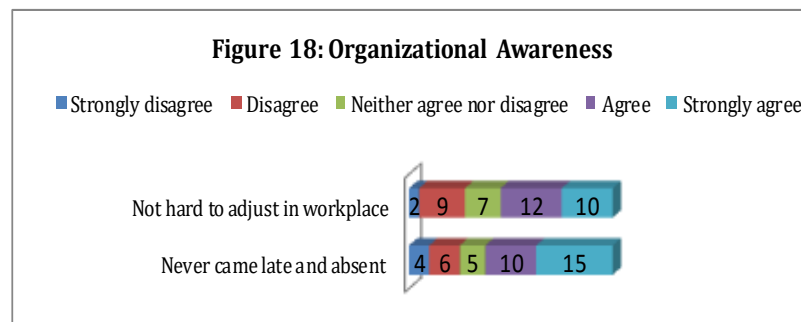 Figure 18: Organizational Awareness
Strongly disagree Disagree Neither agree nor disagree Agree Strongly agree
Not hard to adjust in workplace 2 9 7 12 10
Never came late and absent 4 6 5 10 15